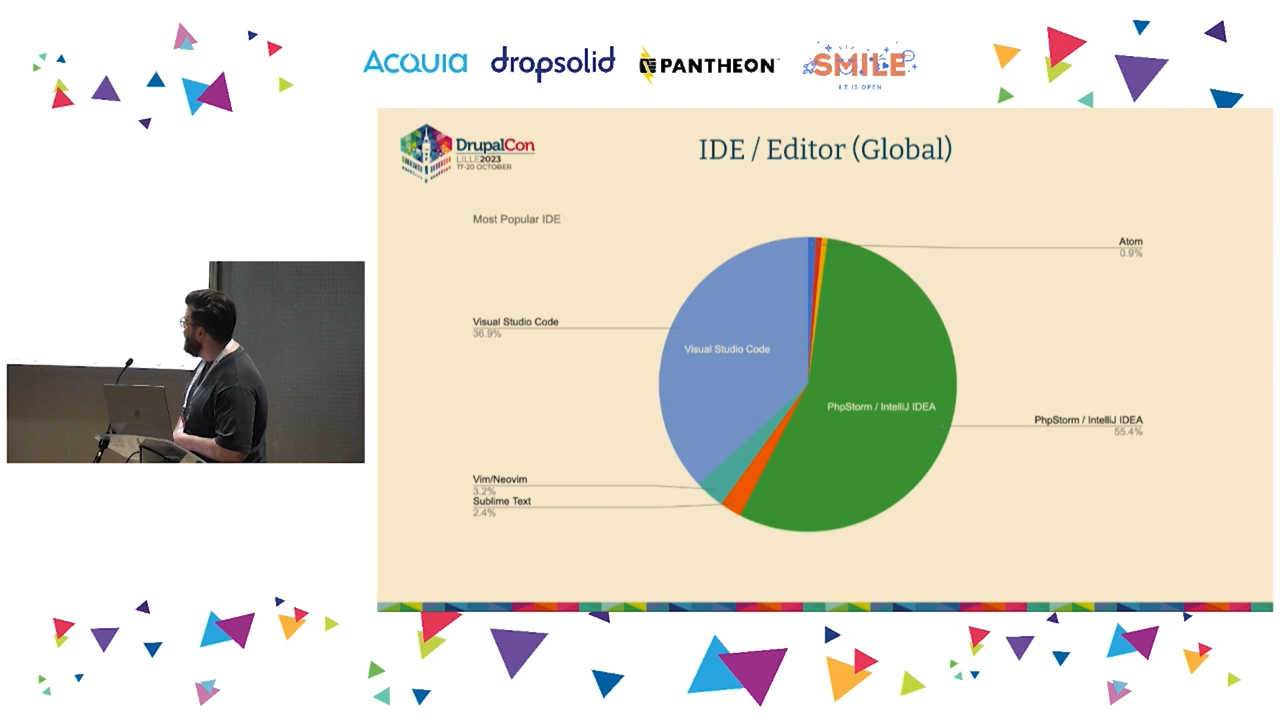 ACQUIA dropsolid PANTHEON SMILE
I.T IS OPEN
DrupalCon
LILLE2023
17-20 OCTOBER
IDE / Editor (Global)
Most Popular IDE
Atom
0.9%
Visual Studio Code
36.9%
Visual Studio Code
PhpStorm / IntelliJ IDEA
PhpStorm / IntelliJ IDEA
55.4%
Vim/Neovim
3.2%
Sublime Text
2.4%